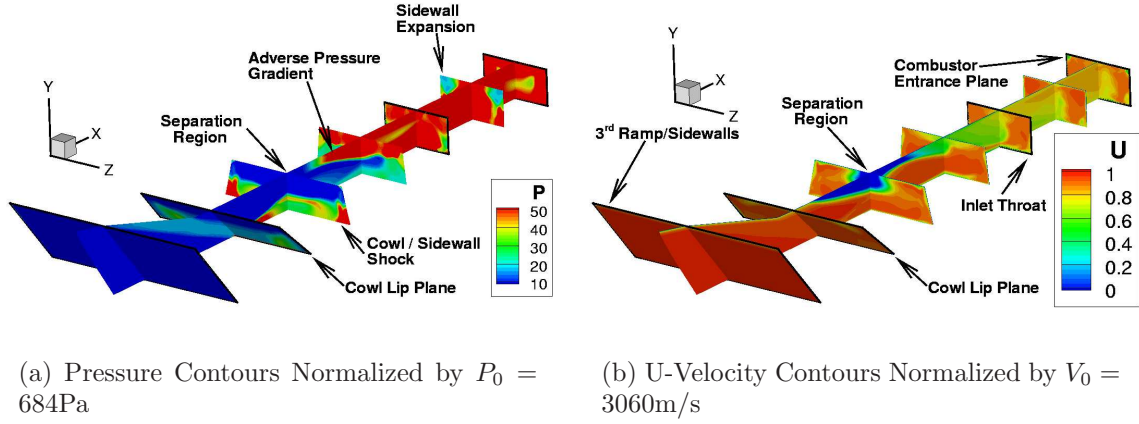 Sidewall
Expansion
Adverse Pressure
Gradient
Separation
Region
Y
X
Z
P
50
40
30
20
10
Cowl / Sidewall
Shock
Cowl Lip Plane
Combustor
Entrance Plane
Separation
Region
3rd Ramp/Sidewalls
Y
X
Z
U
1
0.8
0.6
0.4
0.2
0
Inlet Throat
Cowl Lip Plane
(a) Pressure Contours Normalized by P₀ =
684Pa
(b) U-Velocity Contours Normalized by V₀ =
3060m/s